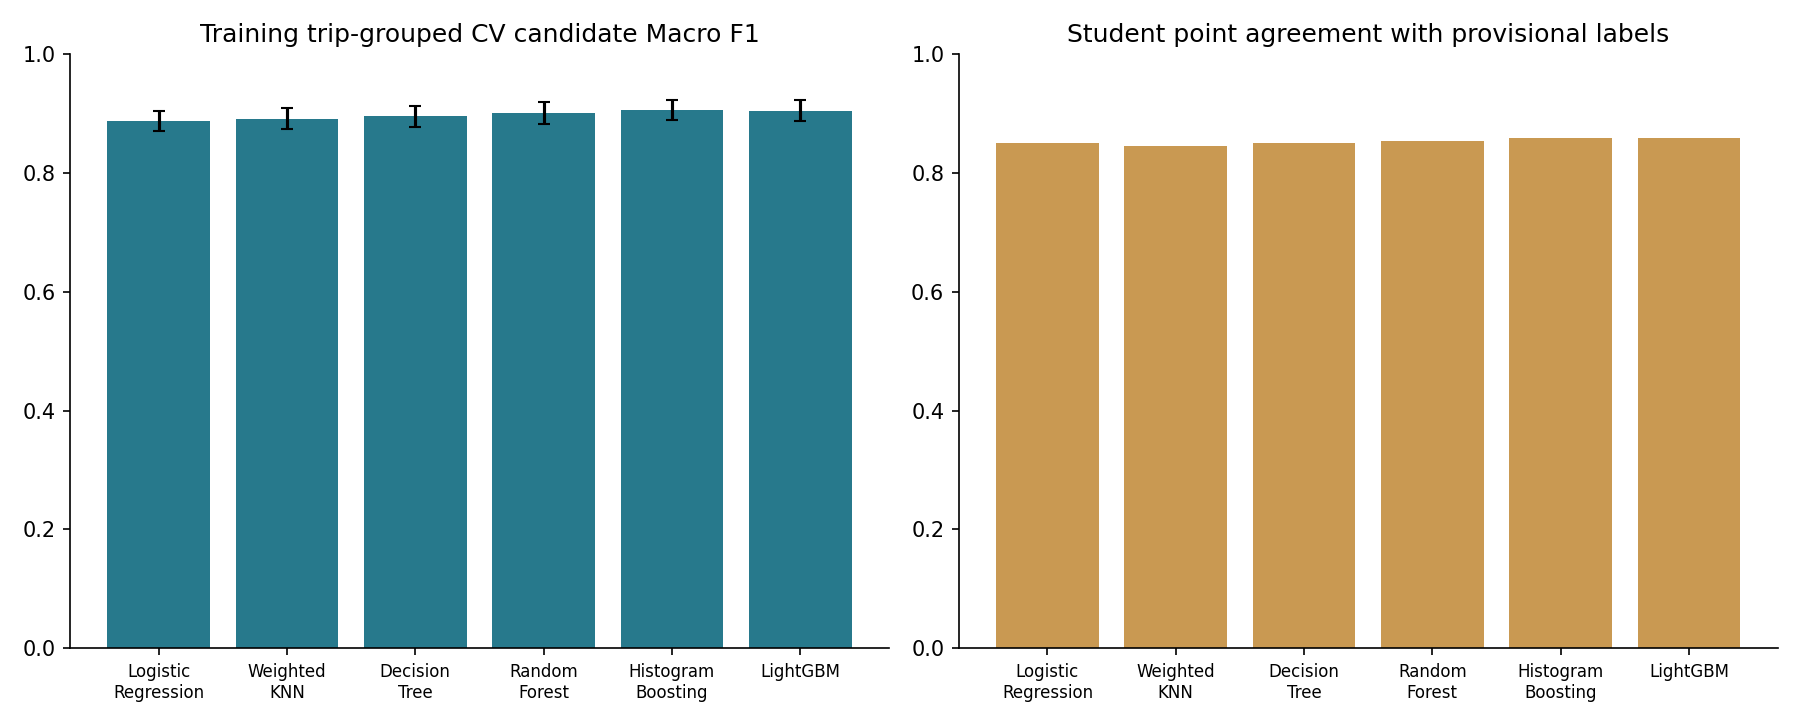 Training trip-grouped CV candidate Macro F1
1.0
0.8
0.6
0.4
0.2
0.0
Logistic
Regression
Weighted
KNN
Decision
Tree
Random
Forest
Histogram
Boosting
LightGBM
Student point agreement with provisional labels
1.0
0.8
0.6
0.4
0.2
0.0
Logistic
Regression
Weighted
KNN
Decision
Tree
Random
Forest
Histogram
Boosting
LightGBM